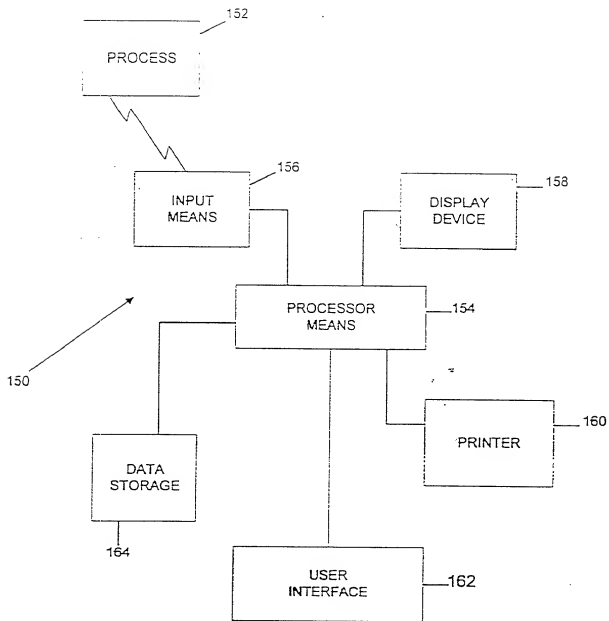 152
PROCESS
156
INPUT
MEANS
158
DISPLAY
DEVICE
PROCESSOR
MEANS
154
150
160
PRINTER
DATA
STORAGE
164
USER
INTERFACE
162